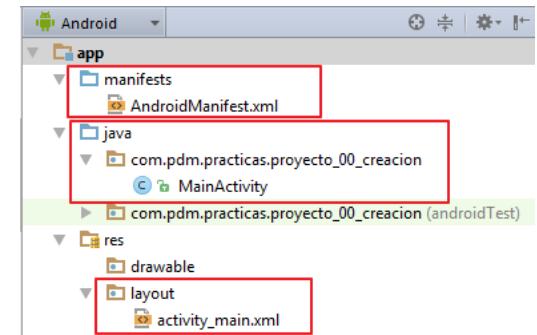 Android
app
manifests
AndroidManifest.xml
java
com.pdm.practicas.proyecto_00_creacion
MainActivity
com.pdm.practicas.proyecto_00_creacion (androidTest)
res
drawable
layout
activity_main.xml